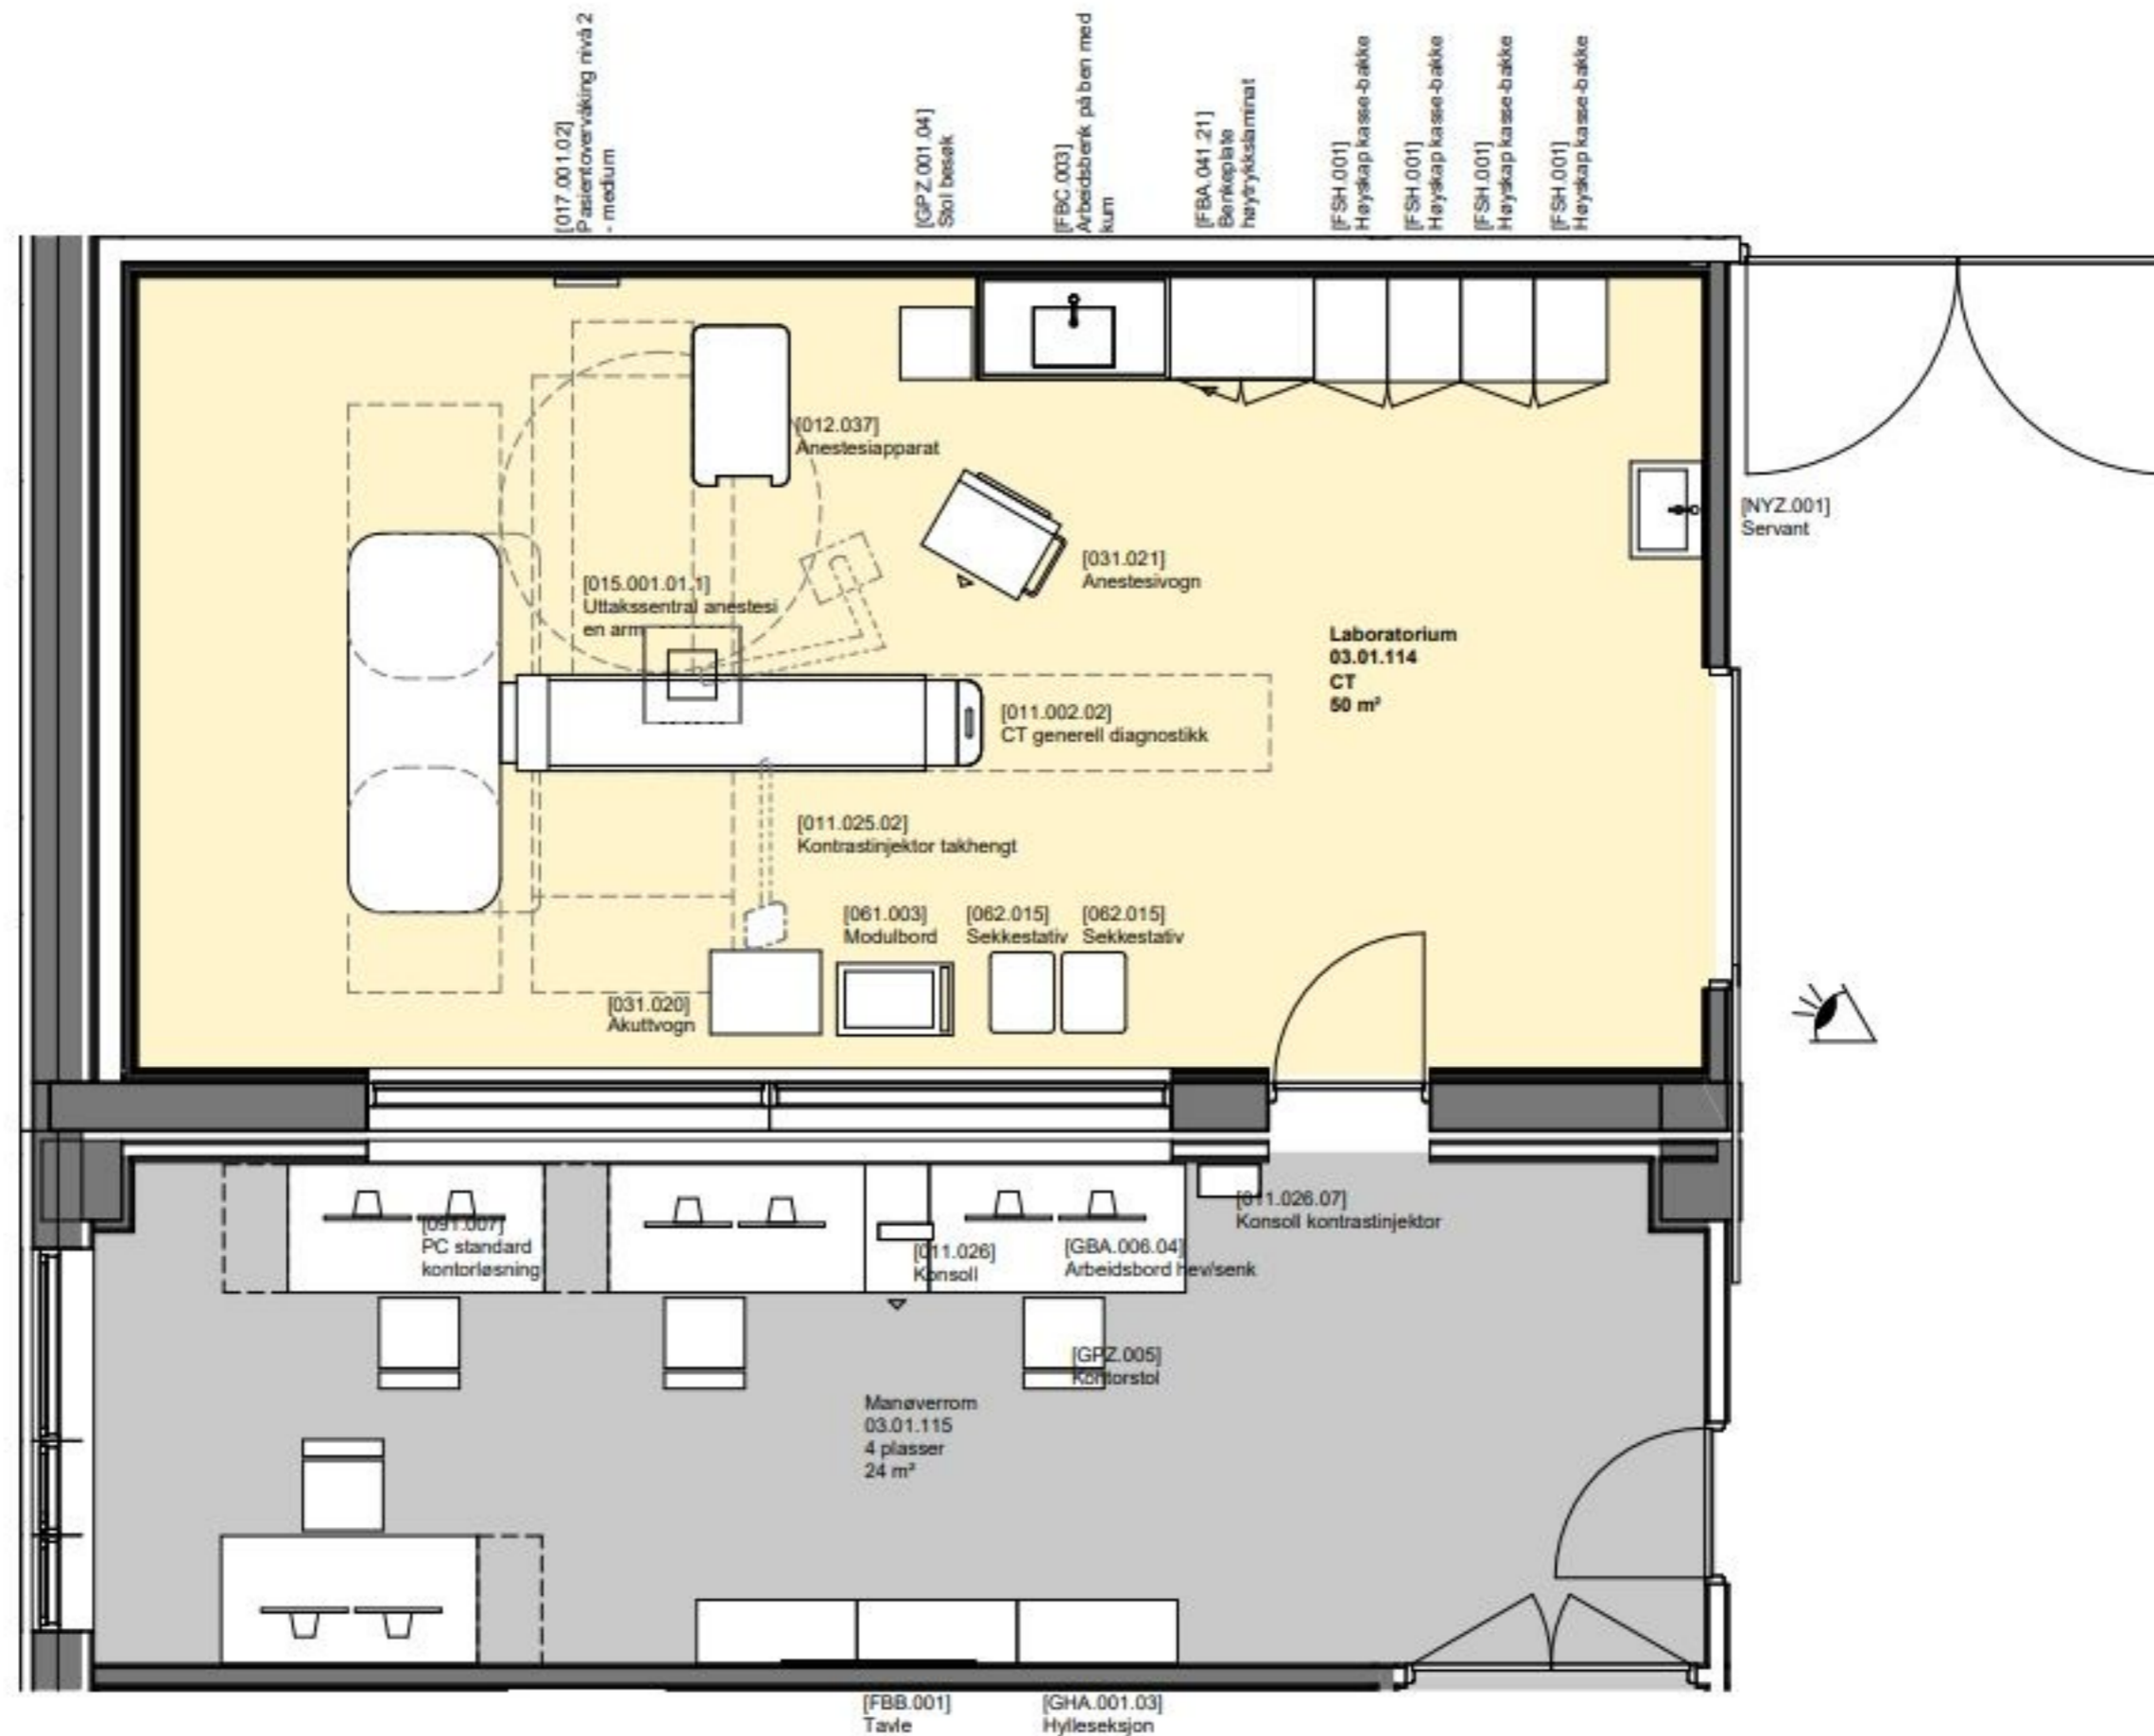 [017.001.02]
Pasientovervåking nivå 2
- medium
[GPZ.001.04]
Stol besøk
[FBC.003]
Arbeidsbenk på ben med
kum
[FBA.041.21]
Benkeplate
høytrykkslaminat
[FSH.001]
Høyskap kasse-bakke
[FSH.001]
Høyskap kasse-bakke
[FSH.001]
Høyskap kasse-bakke
[FSH.001]
Høyskap kasse-bakke
[012.037]
Anestesiapparat
[NYZ.001]
Servant
[031.021]
Anestesivogn
[015.001.01.1]
Uttakssentral anestesi
en arm
Laboratorium
03.01.114
CT
50 m²
[011.002.02]
CT generell diagnostikk
[011.025.02]
Kontrastinjektor takhengt
[061.003]
Modulbord
[062.015]
Sekkestativ
[062.015]
Sekkestativ
[031.020]
Akuttvogn
[091.007]
PC standard
kontorløsning
[011.026]
Konsoll
[GBA.006.04]
Arbeidsbord hev/senk
[011.026.07]
Konsoll kontrastinjektor
[GPZ.005]
Kontorstol
Manøverrom
03.01.115
4 plasser
24 m²
[FBB.001]
Tavle
[GHA.001.03]
Hylleseksjon